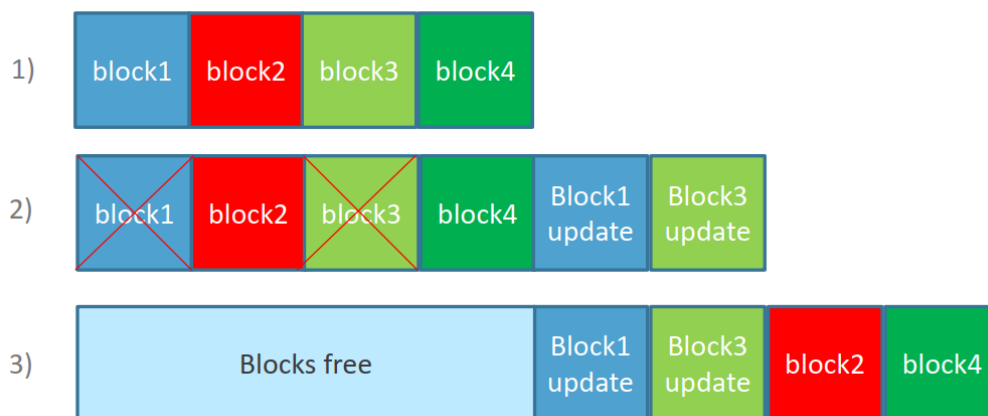 1)
block1 block2 block3 block4
2)
block1 block2 block3 block4 Block1 update Block3 update
3)
Blocks free Block1 update Block3 update block2 block4